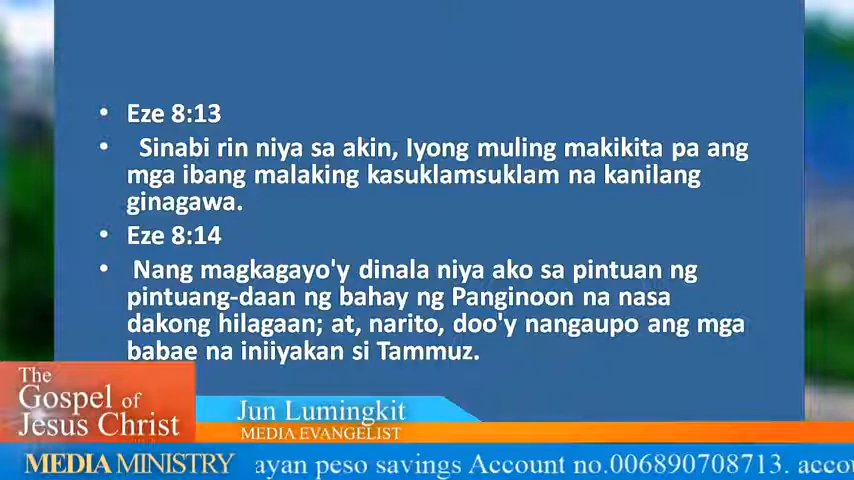 • Eze 8:13
• Sinabi rin niya sa akin, Iyong muling makikita pa ang
mga ibang malaking kasuklamsuklam na kanilang
ginagawa.
• Eze 8:14
• Nang magkagayo'y dinala niya ako sa pintuan ng
pintuang-daan ng bahay ng Panginoon na nasa
dakong hilagaan; at, narito, doo'y nangaupo ang mga
babae na iniiyakan si Tammuz.
The
Gospel of
Jesus Christ
Jun Lumingkit
MEDIA EVANGELIST
MEDIA MINISTRY
ayan peso savings Account no.006890708713. accou